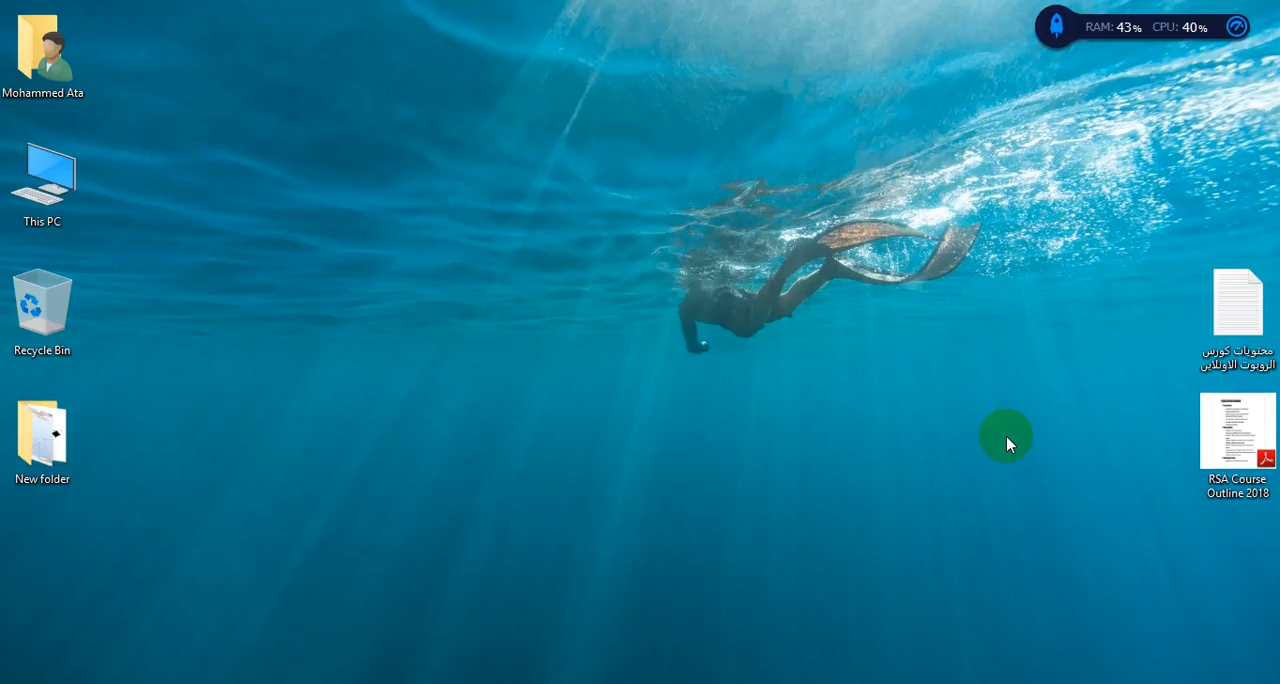 RAM: 43% CPU: 40%
Mohammed Ata
This PC
Recycle Bin
New folder
محتويات كورس
الروبوت الاونلاين
RSA Course
Outline 2018